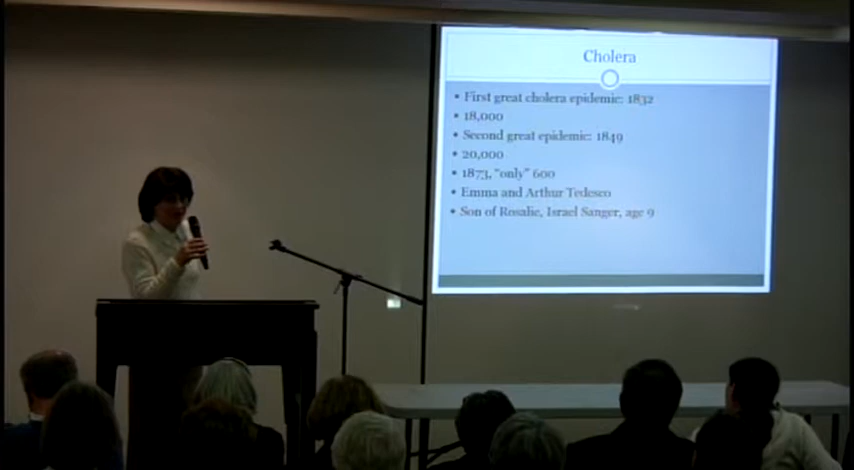 Cholera
• First great cholera epidemic: 1832
• 18,000
• Second great epidemic: 1849
• 20,000
• 1873, "only" 600
• Emma and Arthur Tedesco
• Son of Rosalie, Israel Sanger, age 9